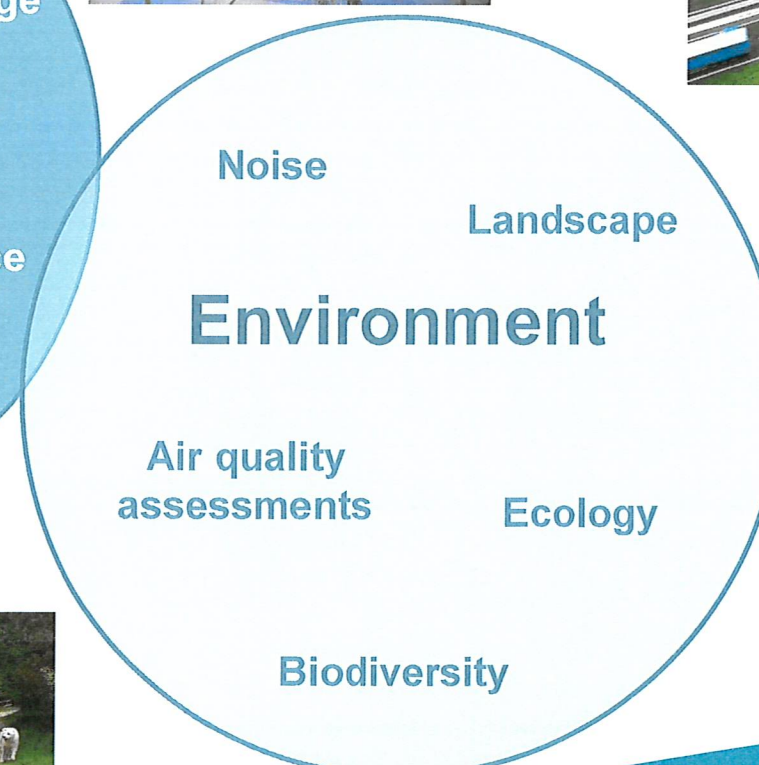 Noise
Landscape
Environment
Air quality
assessments
Ecology
Biodiversity